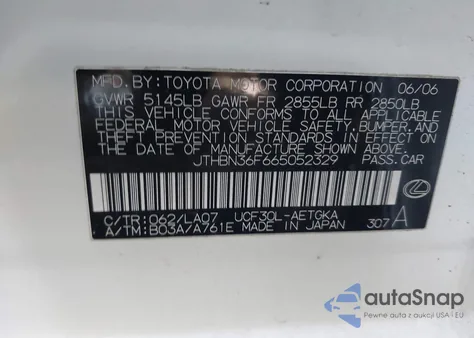 MFD. BY: TOYOTA MOTOR CORPORATION 06/06
GVWR 5145LB GAWR FR 2855LB RR 2850LB
THIS VEHICLE CONFORMS TO ALL APPLICABLE
FEDERAL MOTOR VEHICLE SAFETY, BUMPER, AND
THEFT PREVENTION STANDARDS IN EFFECT ON
THE DATE OF MANUFACTURE SHOWN ABOVE.
JTHBN36F665052329 PASS.CAR
C/TR: 062/LA07 UCF30L-AETGKA
A/TM: B03A/A761E MADE IN JAPAN 307 A
autoSnap
Pewne auta z aukcji USA i EU